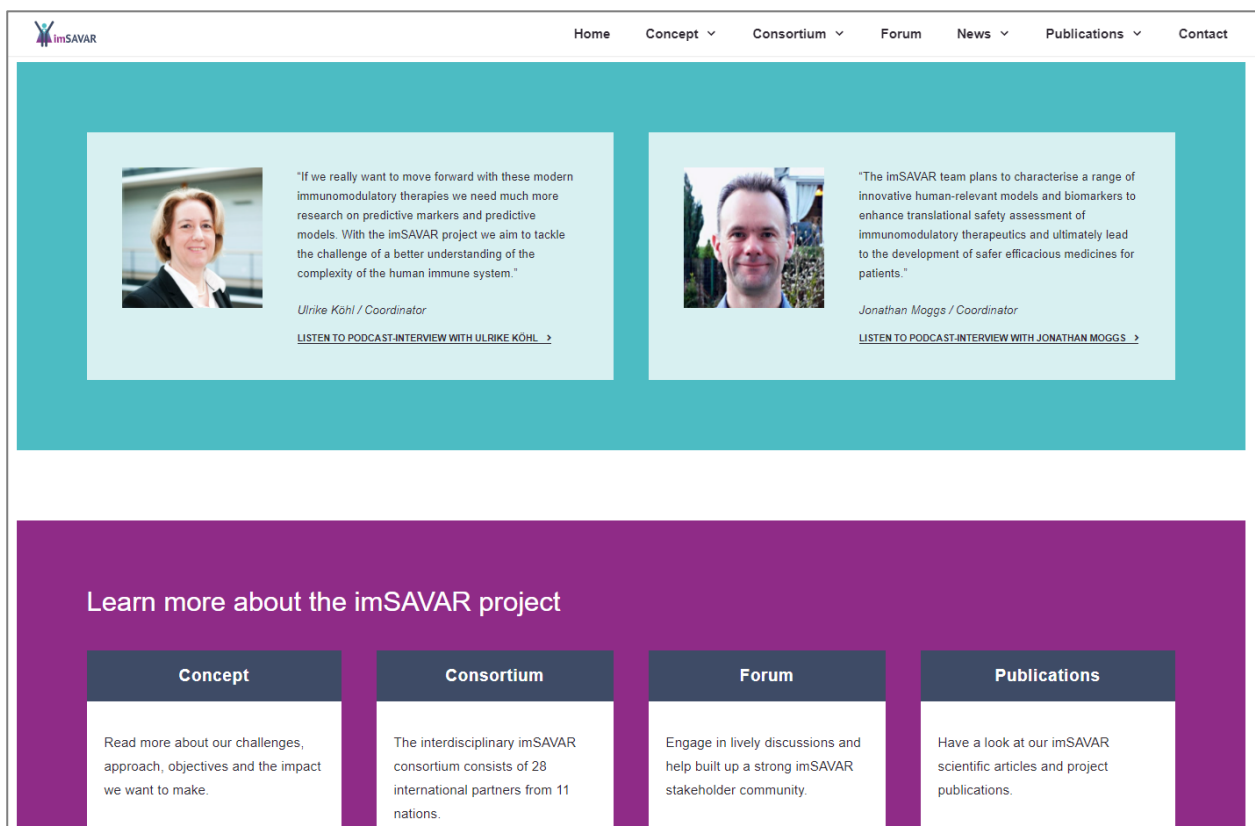 imSAVAR
Home Concept Consortium Forum News Publications Contact
"If we really want to move forward with these modern
immunomodulatory therapies we need much more
research on predictive markers and predictive
models. With the imSAVAR project we aim to tackle
the challenge of a better understanding of the
complexity of the human immune system."
Ulrike Köhl / Coordinator
LISTEN TO PODCAST-INTERVIEW WITH ULRIKE KÖHL >
"The imSAVAR team plans to characterise a range of
innovative human-relevant models and biomarkers to
enhance translational safety assessment of
immunomodulatory therapeutics and ultimately lead
to the development of safer efficacious medicines for
patients."
Jonathan Moggs / Coordinator
LISTEN TO PODCAST-INTERVIEW WITH JONATHAN MOGGS >
Learn more about the imSAVAR project
Concept
Read more about our challenges,
approach, objectives and the impact
we want to make.
Consortium
The interdisciplinary imSAVAR
consortium consists of 28
international partners from 11
nations.
Forum
Engage in lively discussions and
help built up a strong imSAVAR
stakeholder community.
Publications
Have a look at our imSAVAR
scientific articles and project
publications.